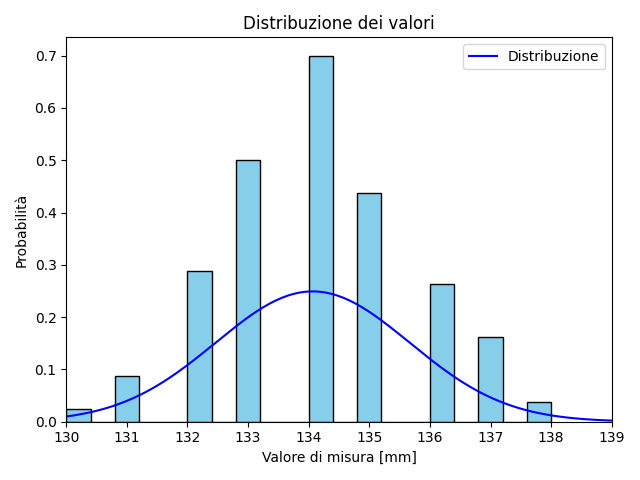 Distribuzione dei valori
Distribuzione
Probabilità
0.7
0.6
0.5
0.4
0.3
0.2
0.1
0.0
130 131 132 133 134 135 136 137 138 139
Valore di misura [mm]